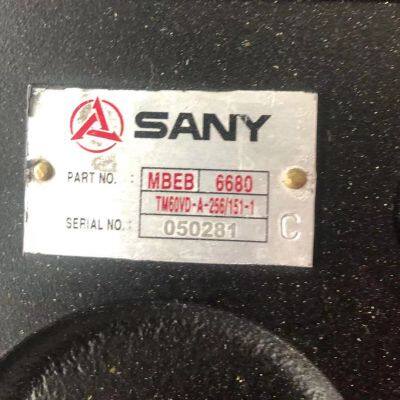 SANY
PART NO. : MBEB 6680
TM60VD-A-256/151-1
SERIAL NO. : 050281 C